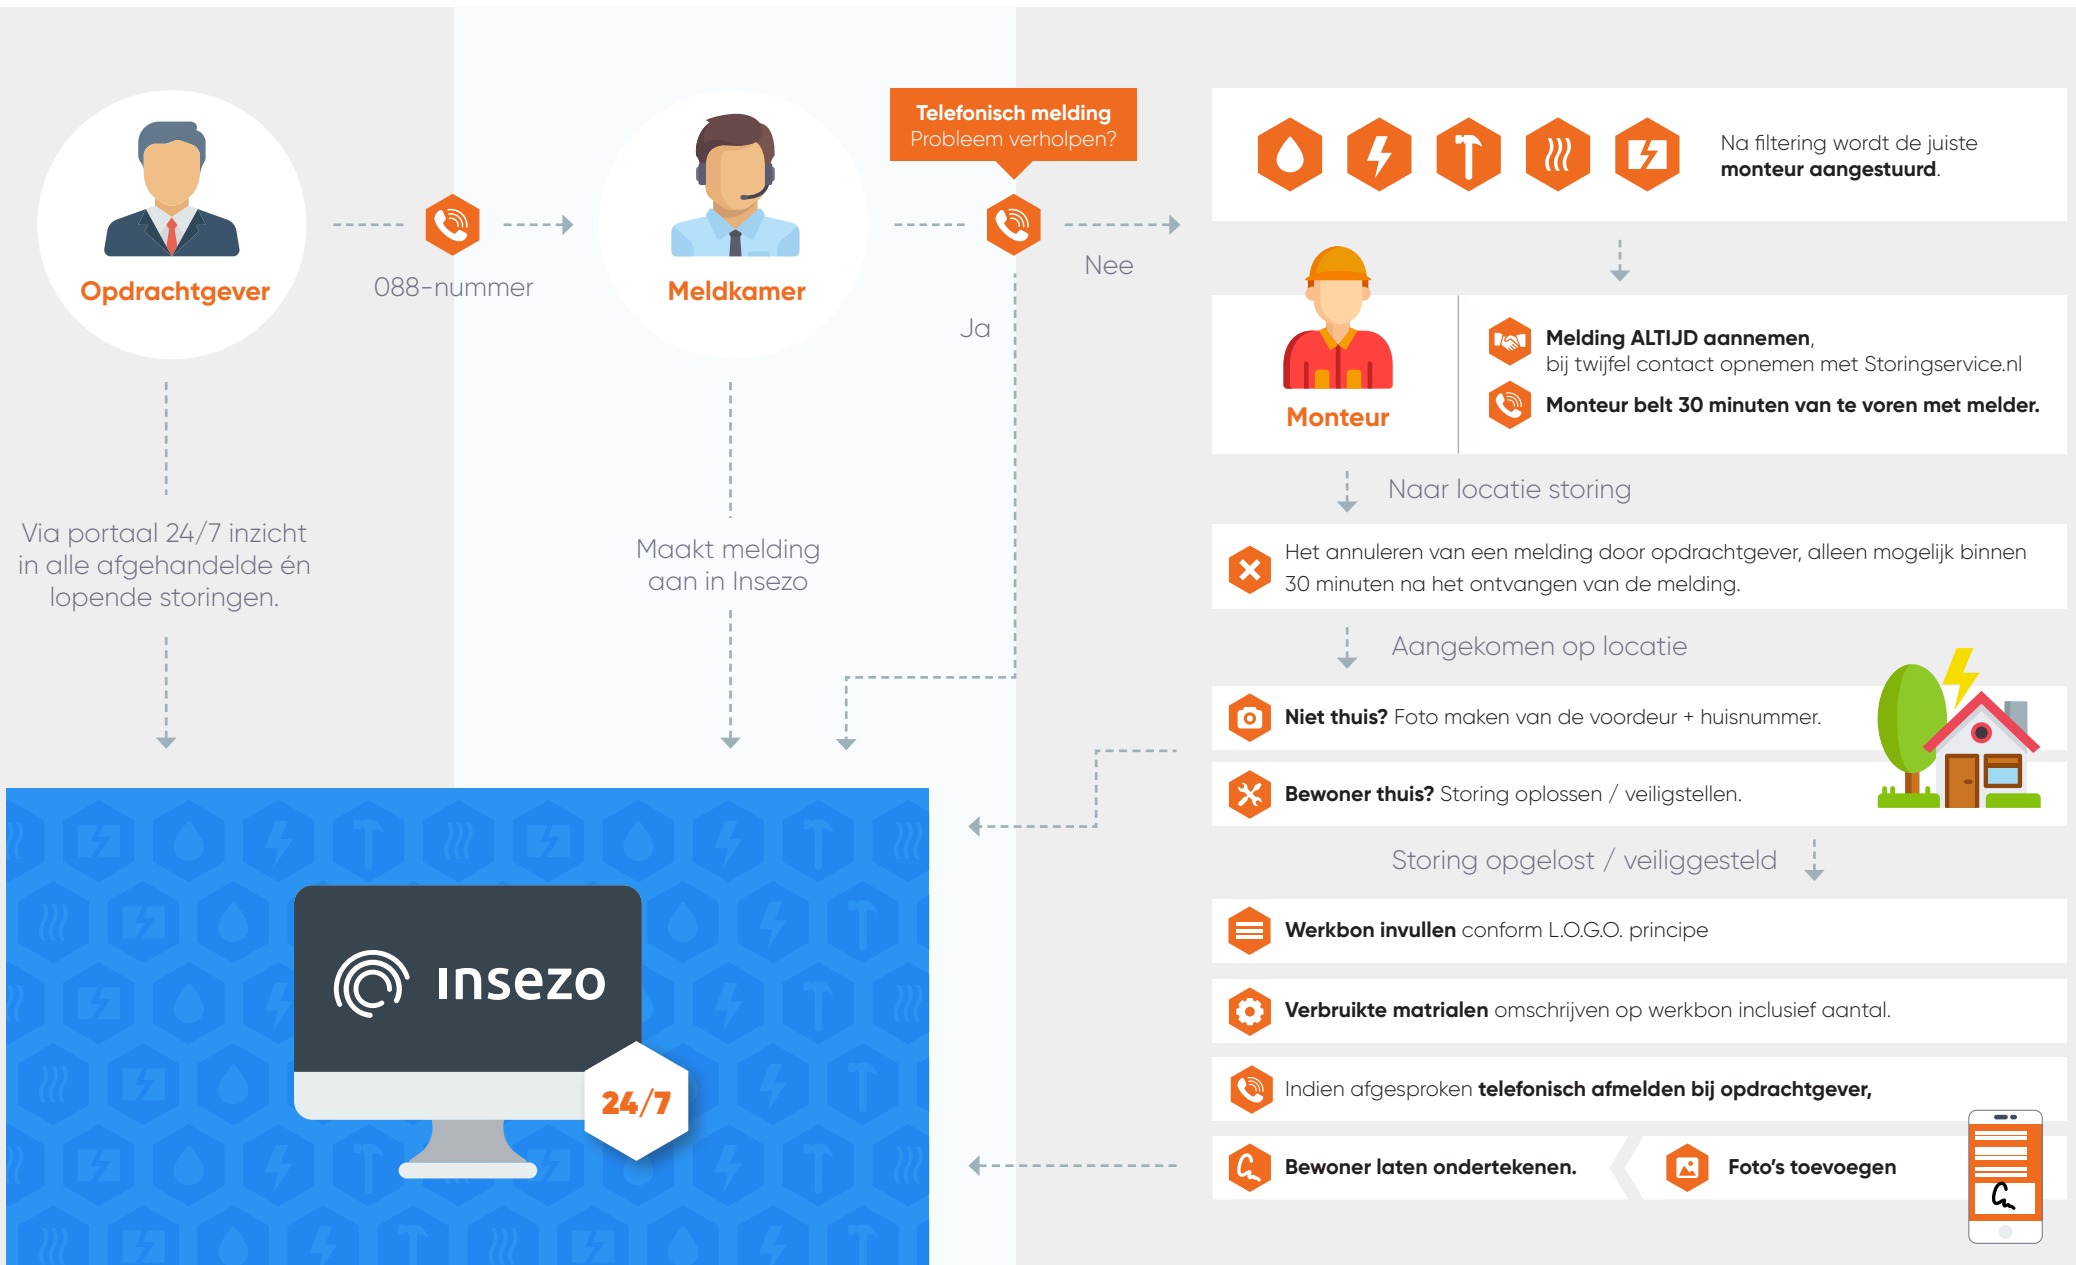 Opdrachtgever
088-nummer
Meldkamer
Telefonisch melding
Probleem verholpen?
Nee
Ja
Via portaal 24/7 inzicht
in alle afgehandelde én
lopende storingen.
Maakt melding
aan in Insezo
insezo
24/7
Na filtering wordt de juiste
monteur aangestuurd.
Monteur
Melding ALTIJD aannemen,
bij twijfel contact opnemen met Storingservice.nl
Monteur belt 30 minuten van te voren met melder.
Naar locatie storing
Het annuleren van een melding door opdrachtgever, alleen mogelijk binnen
30 minuten na het ontvangen van de melding.
Aangekomen op locatie
Niet thuis? Foto maken van de voordeur + huisnummer.
Bewoner thuis? Storing oplossen / veiligstellen.
Storing opgelost / veiliggesteld
Werkbon invullen conform L.O.G.O. principe
Verbruikte matrialen omschrijven op werkbon inclusief aantal.
Indien afgesproken telefonisch afmelden bij opdrachtgever,
Bewoner laten ondertekenen.
Foto's toevoegen